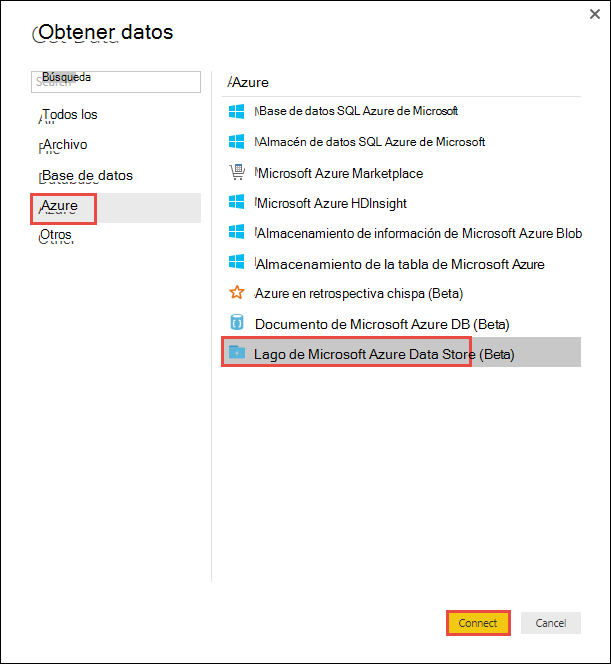 Obtener datos
Búsqueda
Todos los
Archivo
Base de datos
Azure
Otros
Azure
Base de datos SQL Azure de Microsoft
Almacén de datos SQL Azure de Microsoft
Microsoft Azure Marketplace
Microsoft Azure HDInsight
Almacenamiento de información de Microsoft Azure Blob
Almacenamiento de la tabla de Microsoft Azure
Azure en retrospectiva chispa (Beta)
Documento de Microsoft Azure DB (Beta)
Lago de Microsoft Azure Data Store (Beta)
Connect
Cancel